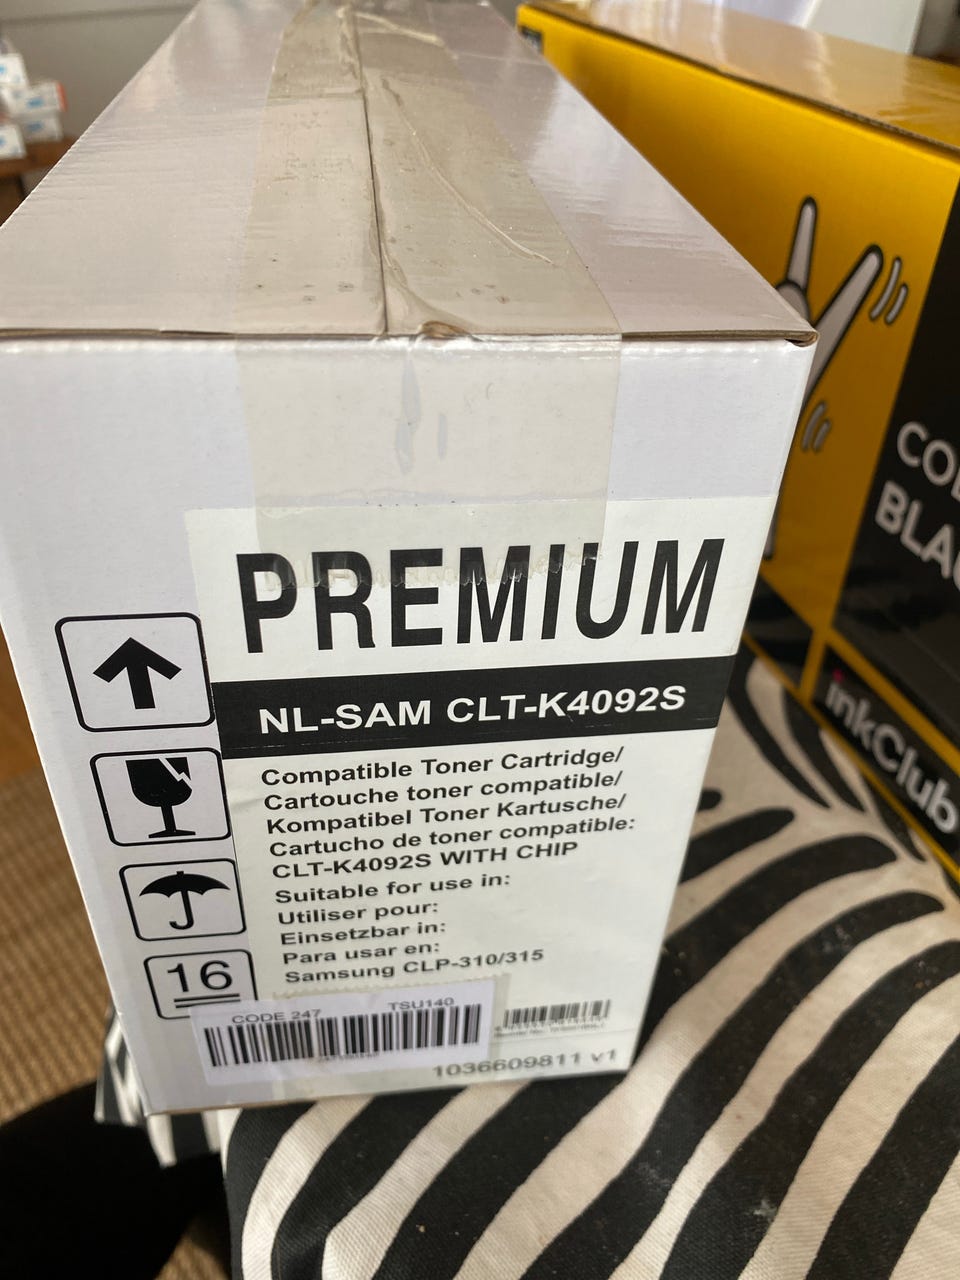 PREMIUM
NL-SAM CLT-K4092S
Compatible Toner Cartridge/
Cartouche toner compatible/
Kompatibel Toner Kartusche/
Cartucho de toner compatible:
CLT-K4092S WITH CHIP
Suitable for use in:
Utiliser pour:
Einsetzbar in:
Para usar en:
Samsung CLP-310/315
16
CODE 247 TSU140
1036609811 v1
inkClub